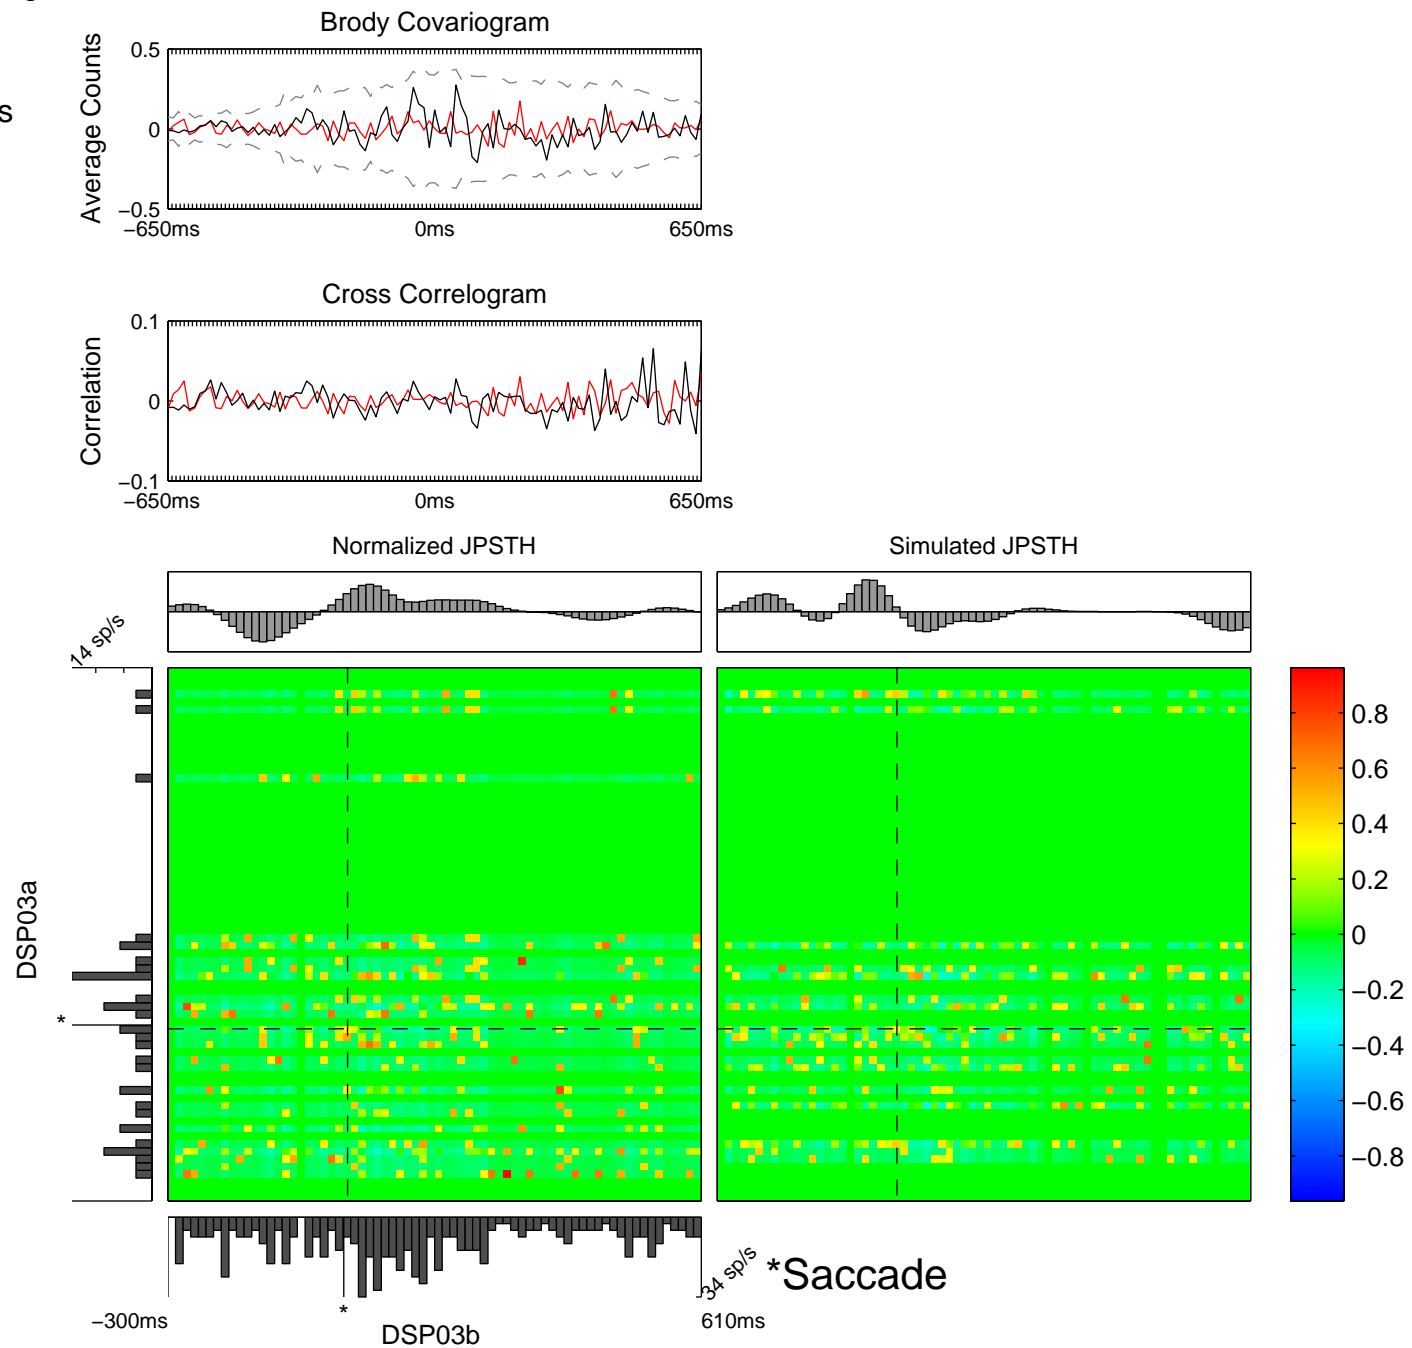 Brody Covariogram
Average Counts
s
0.5
0
−0.5
−650ms
0ms
650ms
Cross Correlogram
Correlation
0.1
0
−0.1
−650ms
0ms
650ms
Normalized JPSTH
Simulated JPSTH
14 sp/s
DSP03a
*
0.8
0.6
0.4
0.2
0
−0.2
−0.4
−0.6
−0.8
34 sp/s
*Saccade
*
−300ms
DSP03b
610ms